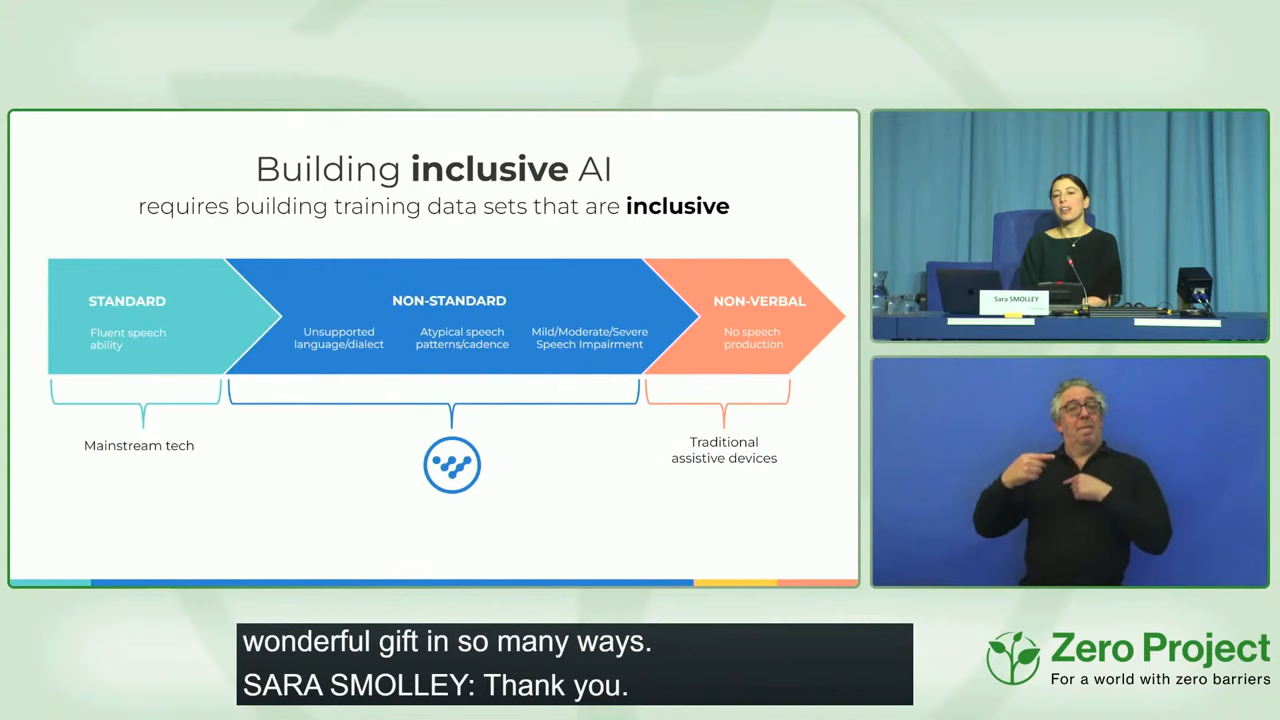 Building inclusive AI
requires building training data sets that are inclusive
STANDARD
Fluent speech
ability
NON-STANDARD
Unsupported
language/dialect
Atypical speech
patterns/cadence
Mild/Moderate/Severe
Speech Impairment
NON-VERBAL
No speech
production
Mainstream tech
Traditional
assistive devices
Sara SMOLLEY
wonderful gift in so many ways.
SARA SMOLLEY: Thank you.
Zero Project
For a world with zero barriers